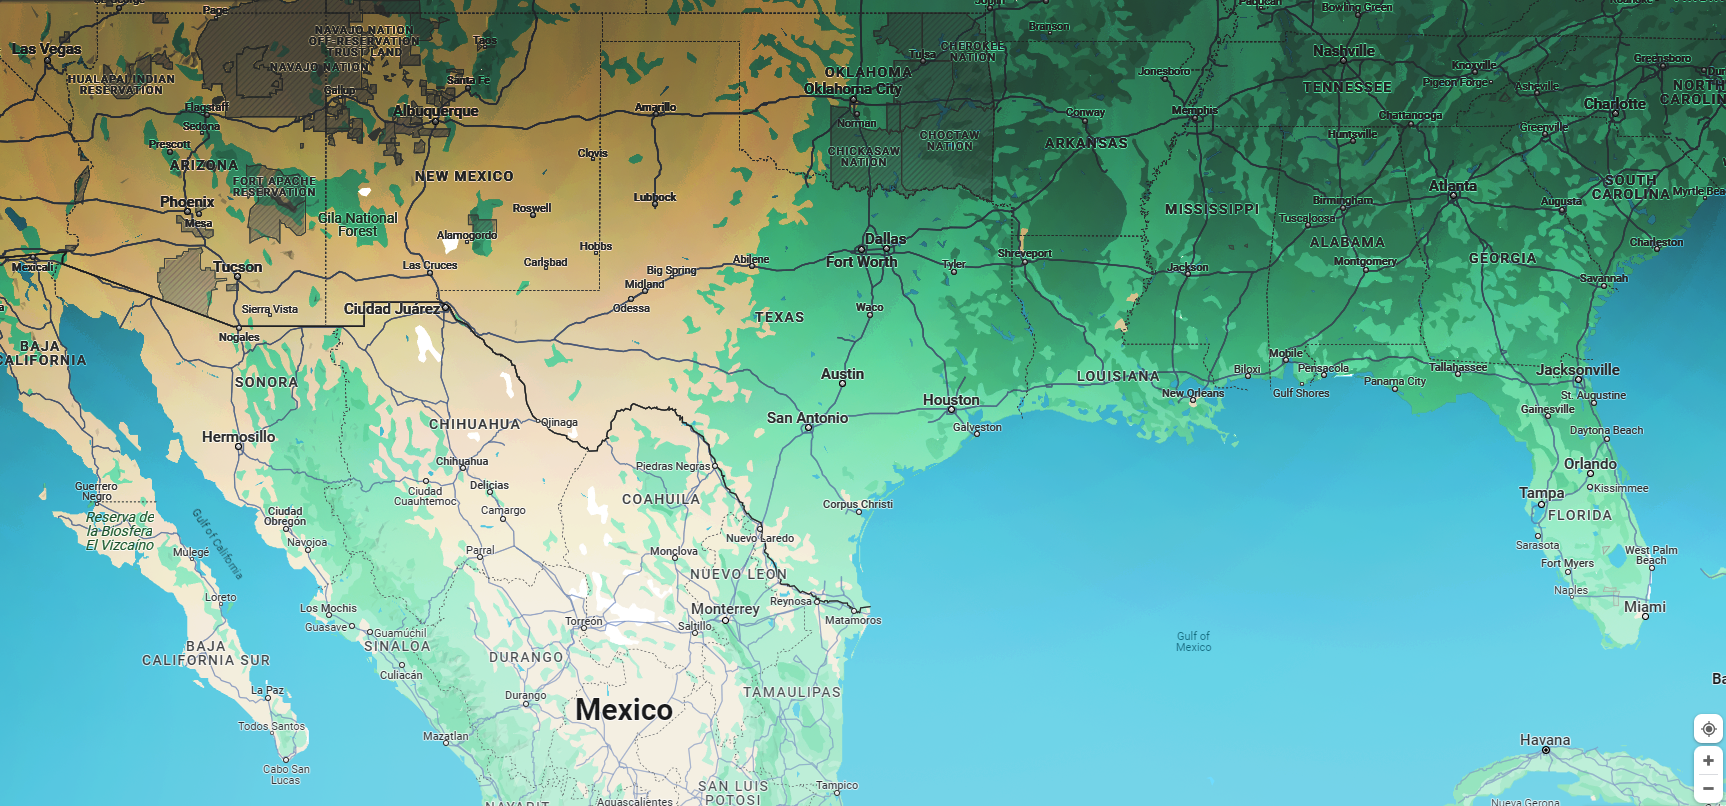 Page
Bowling Green
Branson
Las Vegas
NAVAJO NATION
OFF-RESERVATION
TRUST LAND
Taos
Tulsa
CHEROKEE
NATION
Nashville
Knoxville
Greensboro
HUALAPAI INDIAN
RESERVATION
NAVAJO NATION
Gallup
Santa Fe
OKLAHOMA
Oklahoma City
Jonesboro
TENNESSEE
Pigeon Forge
Asheville
Charlotte
Flagstaff
Albuquerque
Amarillo
Norman
Conway
Memphis
Chattanooga
Sedona
Prescott
Clovis
CHICKASAW
NATION
CHOCTAW
NATION
ARKANSAS
Huntsville
Greenville
ARIZONA
FORT APACHE
RESERVATION
NEW MEXICO
Atlanta
SOUTH
CAROLINA
Phoenix
Mesa
Gila National
Forest
Roswell
Lubbock
MISSISSIPPI
Birmingham
Tuscaloosa
Augusta
Alamogordo
Hobbs
Dallas
Fort Worth
ALABAMA
Charleston
Mexicali
Tucson
Las Cruces
Carlsbad
Big Spring
Abilene
Tyler
Shreveport
Jackson
Montgomery
GEORGIA
Savannah
Midland
Odessa
Sierra Vista
Ciudad Juárez
Waco
TEXAS
Nogales
BAJA
CALIFORNIA
SONORA
Austin
LOUISIANA
Mobile
Biloxi
Pensacola
Gulf Shores
Panama City
Tallahassee
Jacksonville
St. Augustine
Gainesville
New Orleans
Houston
Galveston
San Antonio
CHIHUAHUA
Ojinaga
Daytona Beach
Hermosillo
Chihuahua
Piedras Negras
Orlando
Kissimmee
Guerrero
Negro
Delicias
Ciudad
Cuauhtemoc
COAHUILA
Corpus Christi
Tampa
FLORIDA
Reserva de
la Biosfera
El Vizcaíno
Gulf of California
Ciudad
Obregón
Camargo
Navojoa
Nuevo Laredo
Sarasota
Mulegé
Parral
Monclova
West Palm
Beach
Fort Myers
NUEVO LEON
Naples
Loreto
Los Mochis
Reynosa
Miami
Monterrey
Guasave
Guamúchil
Torreón
Saltillo
Matamoros
Gulf of
Mexico
BAJA
CALIFORNIA SUR
SINALOA
DURANGO
Culiacán
La Paz
Durango
TAMAULIPAS
Mexico
Todos Santos
Mazatlan
Havana
Cabo San
Lucas
SAN LUIS
POTOSI
Tampico
Aguascalientes
NAYARIT
Nueva Gerona